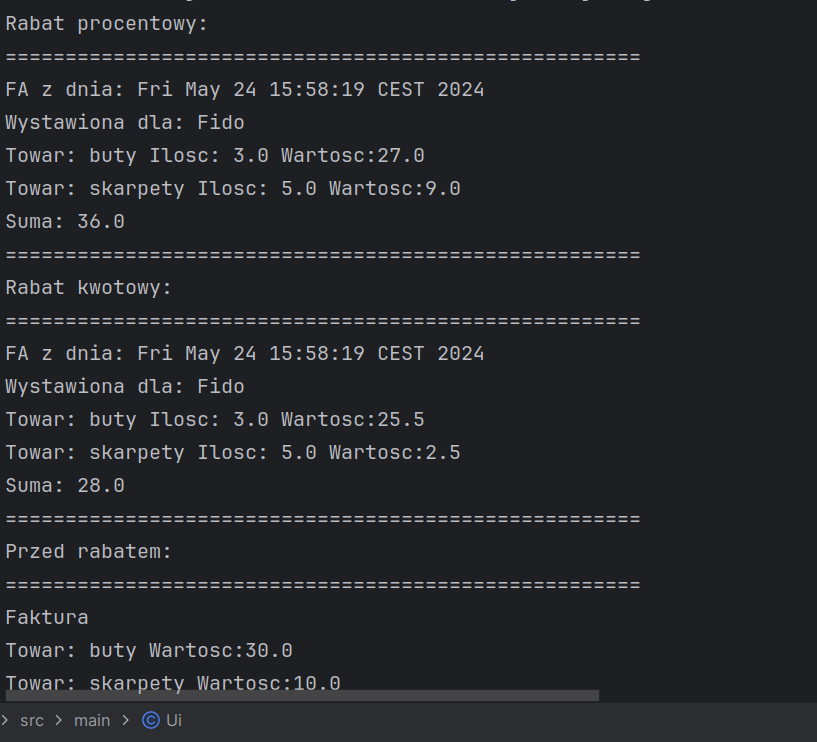 Rabat procentowy:
=====================================================
FA z dnia: Fri May 24 15:58:19 CEST 2024
Wystawiona dla: Fido
Towar: buty Ilosc: 3.0 Wartosc:27.0
Towar: skarpety Ilosc: 5.0 Wartosc:9.0
Suma: 36.0
=====================================================
Rabat kwotowy:
=====================================================
FA z dnia: Fri May 24 15:58:19 CEST 2024
Wystawiona dla: Fido
Towar: buty Ilosc: 3.0 Wartosc:25.5
Towar: skarpety Ilosc: 5.0 Wartosc:2.5
Suma: 28.0
=====================================================
Przed rabatem:
=====================================================
Faktura
Towar: buty Wartosc:30.0
Towar: skarpety Wartosc:10.0
> src > main > © Ui